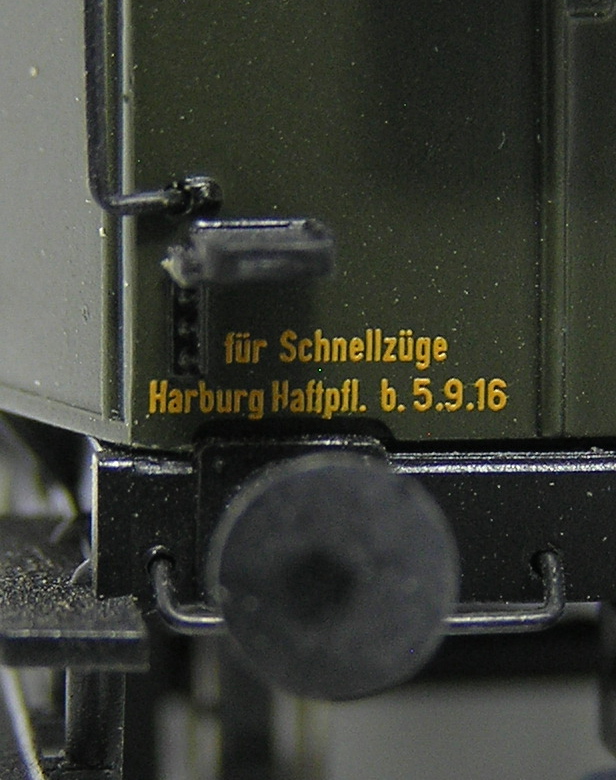 für Schnellzüge
Harburg Haftpfl. b. 5.9.16